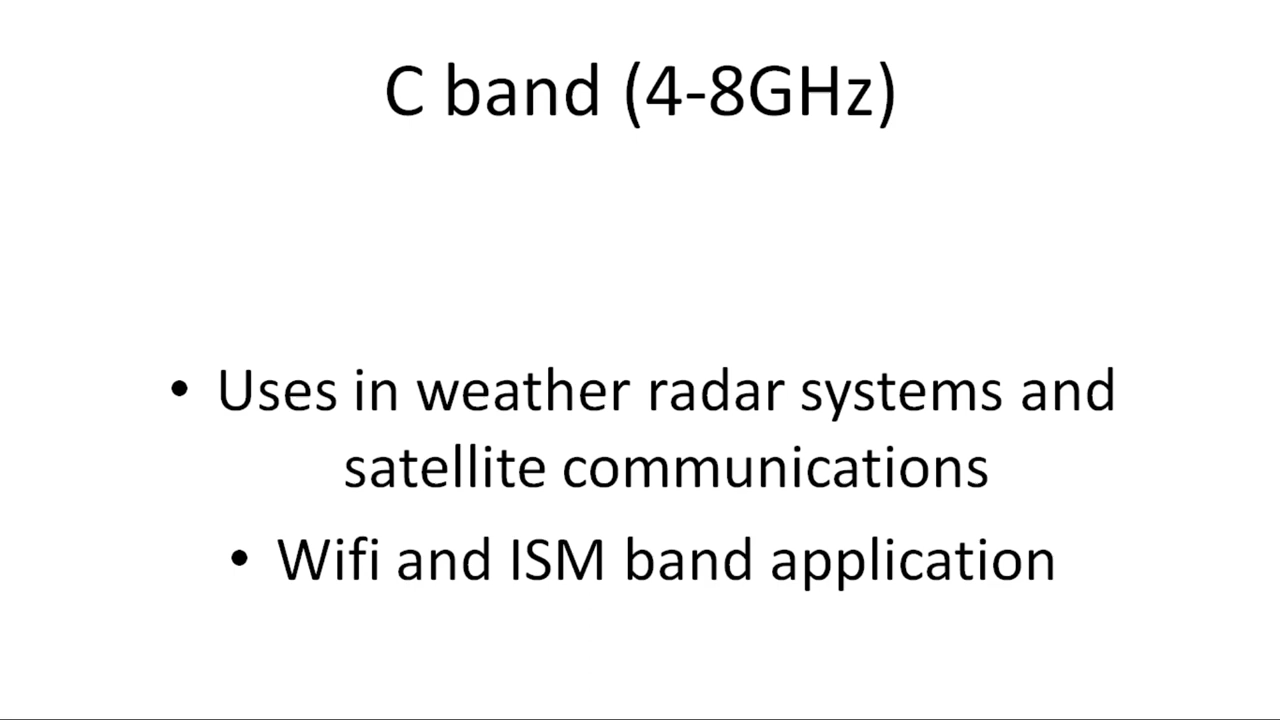 C band (4-8GHz)
• Uses in weather radar systems and
satellite communications
• Wifi and ISM band application